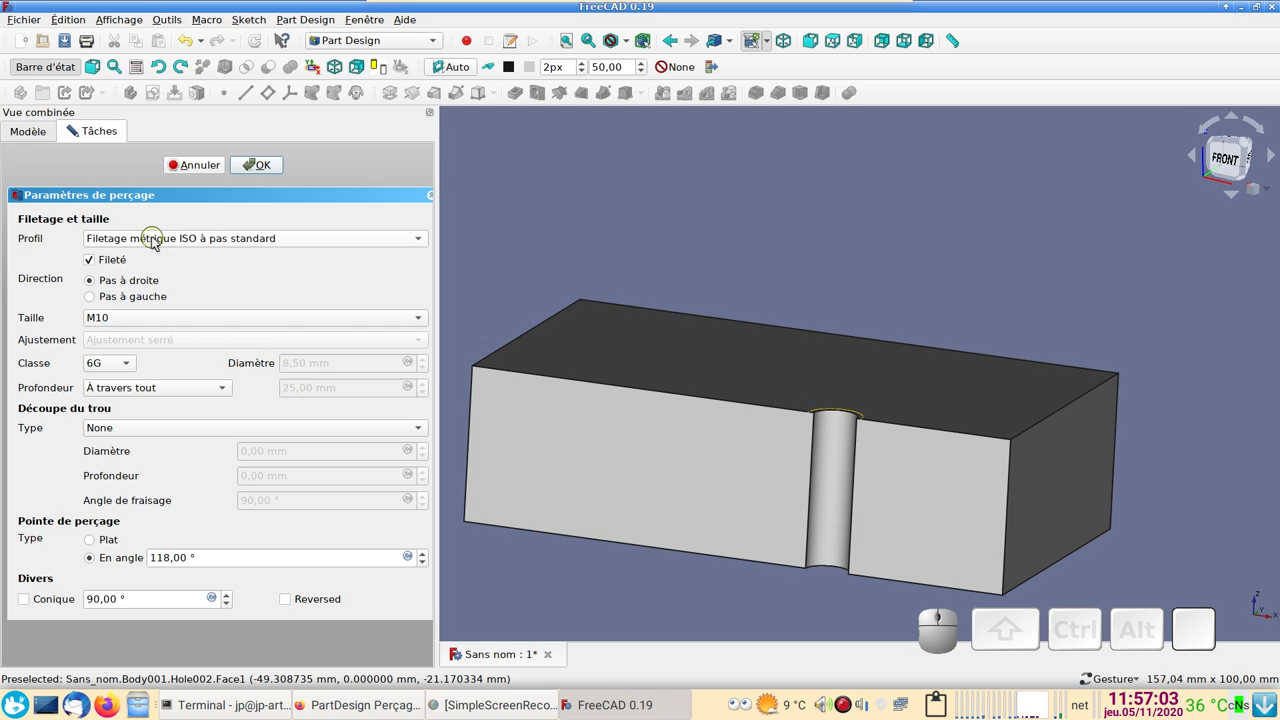 FreeCAD 0.19
Fichier Édition Affichage Outils Macro Sketch Part Design Fenêtre Aide
Part Design
Barre d'état Auto 2px 50,00 None
Vue combinée
Modèle Tâches
Annuler OK
Paramètres de perçage
Filetage et taille
Profil Filetage métrique ISO à pas standard
Fileté
Direction Pas à droite
Pas à gauche
Taille M10
Ajustement Ajustement serré
Classe 6G Diamètre 8,50 mm
Profondeur À travers tout 25,00 mm
Découpe du trou
Type None
Diamètre 0,00 mm
Profondeur 0,00 mm
Angle de fraisage 90,00 °
Pointe de perçage
Type Plat
En angle 118,00 °
Divers
Conique 90,00 ° Reversed
FRONT
Z
Y
X
Ctrl Alt
Sans nom : 1*
Preselected: Sans_nom.Body001.Hole002.Face1 (-49.308735 mm, 0.000000 mm, -21.170334 mm) Gesture 157,04 mm x 100,00 mm
Terminal - jp@jp-art... PartDesign Perçag... [SimpleScreenReco... FreeCAD 0.19 9 °C net 11:57:03 36 °C
jeu.05/11/2020